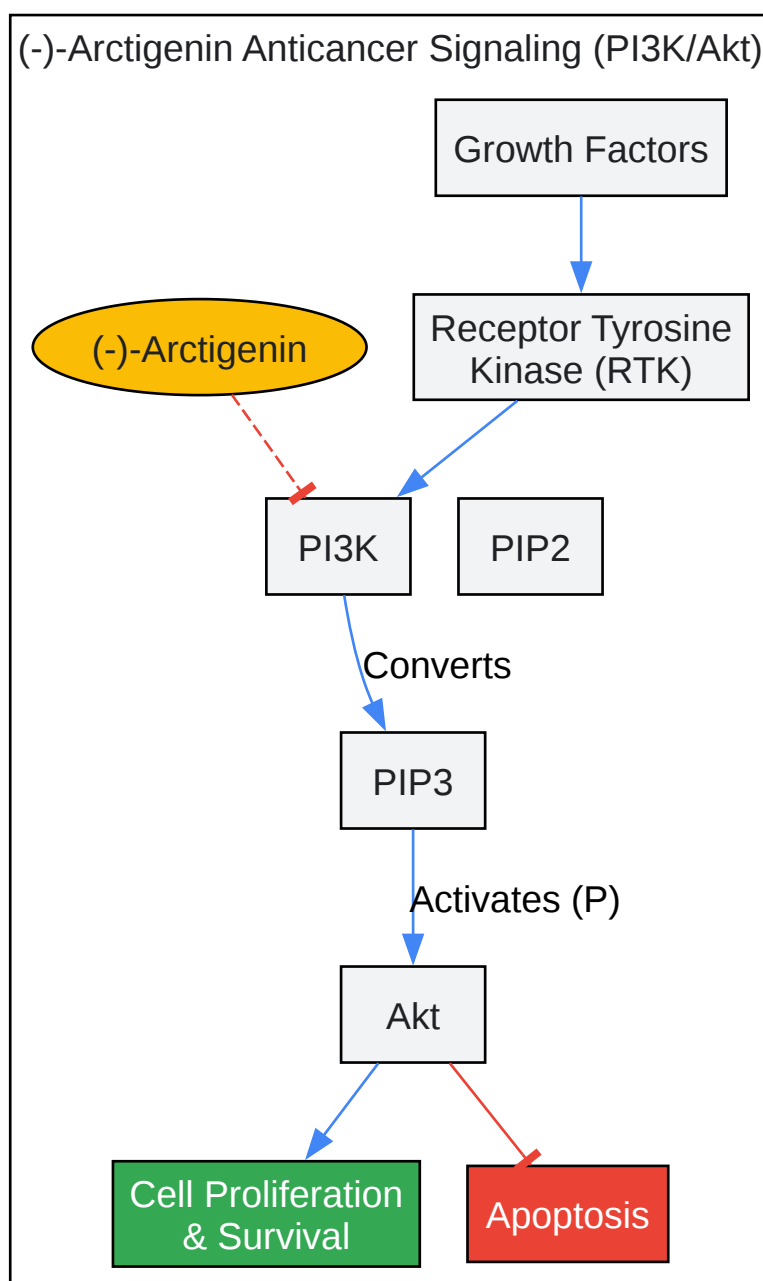 (-)-Arctigenin Anticancer Signaling (PI3K/Akt)
Growth Factors
(-)-Arctigenin
Receptor Tyrosine
Kinase (RTK)
PI3K
PIP2
Converts
PIP3
Activates (P)
Akt
Cell Proliferation
& Survival
Apoptosis